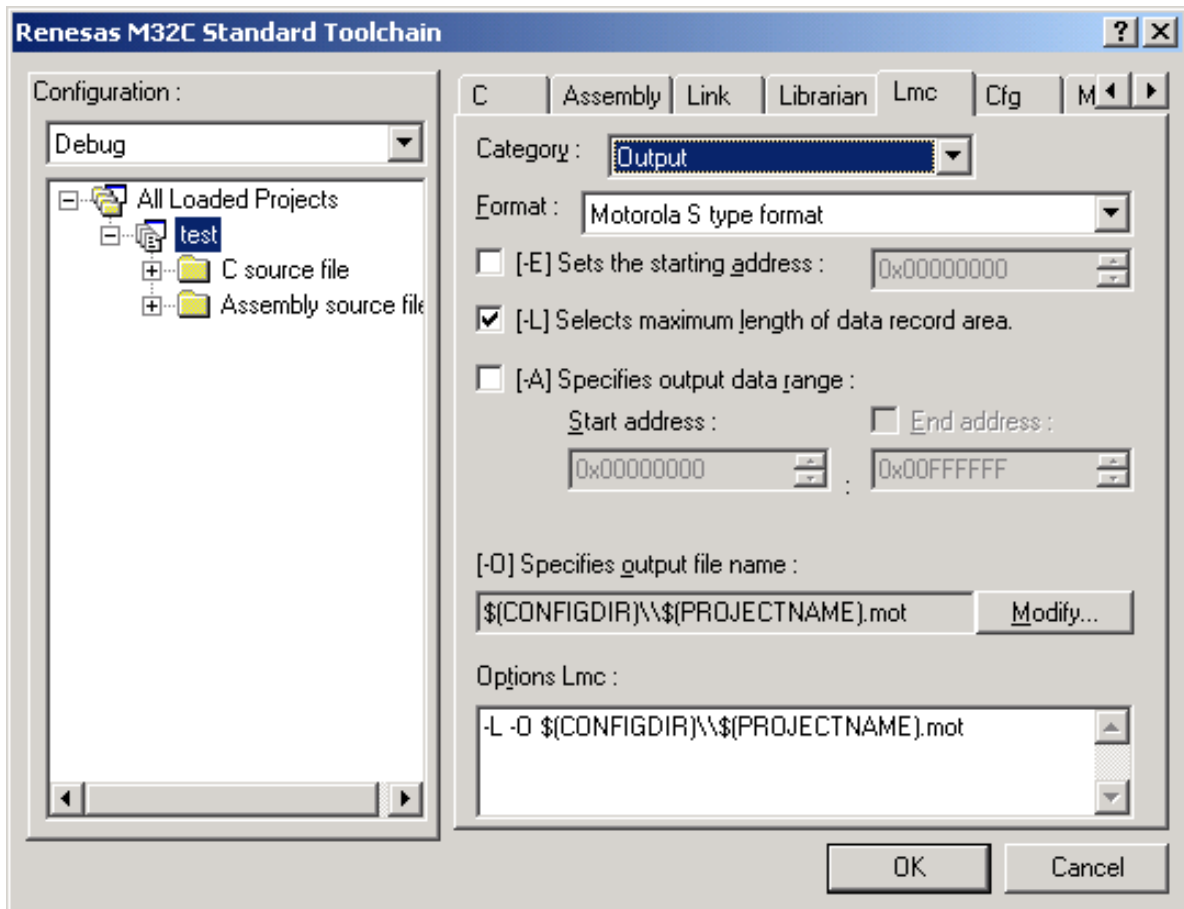 Renesas M32C Standard Toolchain
Configuration :
Debug
All Loaded Projects
test
C source file
Assembly source file
C Assembly Link Librarian Lmc Cfg M
Category : Output
Format : Motorola S type format
[-E] Sets the starting address : 0x00000000
[-L] Selects maximum length of data record area.
[-A] Specifies output data range :
Start address : End address :
0x00000000 : 0x00FFFFFF
[-O] Specifies output file name :
$(CONFIGDIR)\\$(PROJECTNAME).mot Modify...
Options Lmc :
-L -O $(CONFIGDIR)\\$(PROJECTNAME).mot
OK Cancel